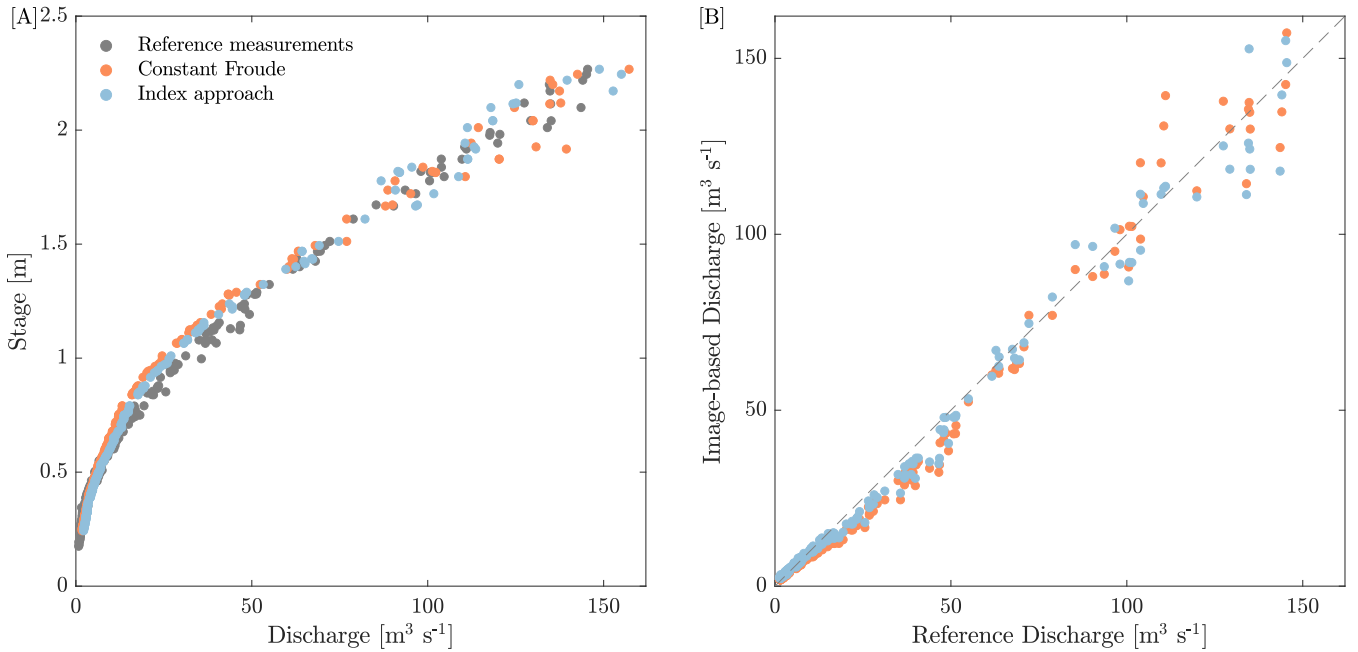 [A]
2.5
2
1.5
1
0.5
0
Stage [m]
Reference measurements
Constant Froude
Index approach
0 50 100 150
Discharge [m³ s⁻¹]
[B]
150
100
50
0
Image-based Discharge [m³ s⁻¹]
0 50 100 150
Reference Discharge [m³ s⁻¹]